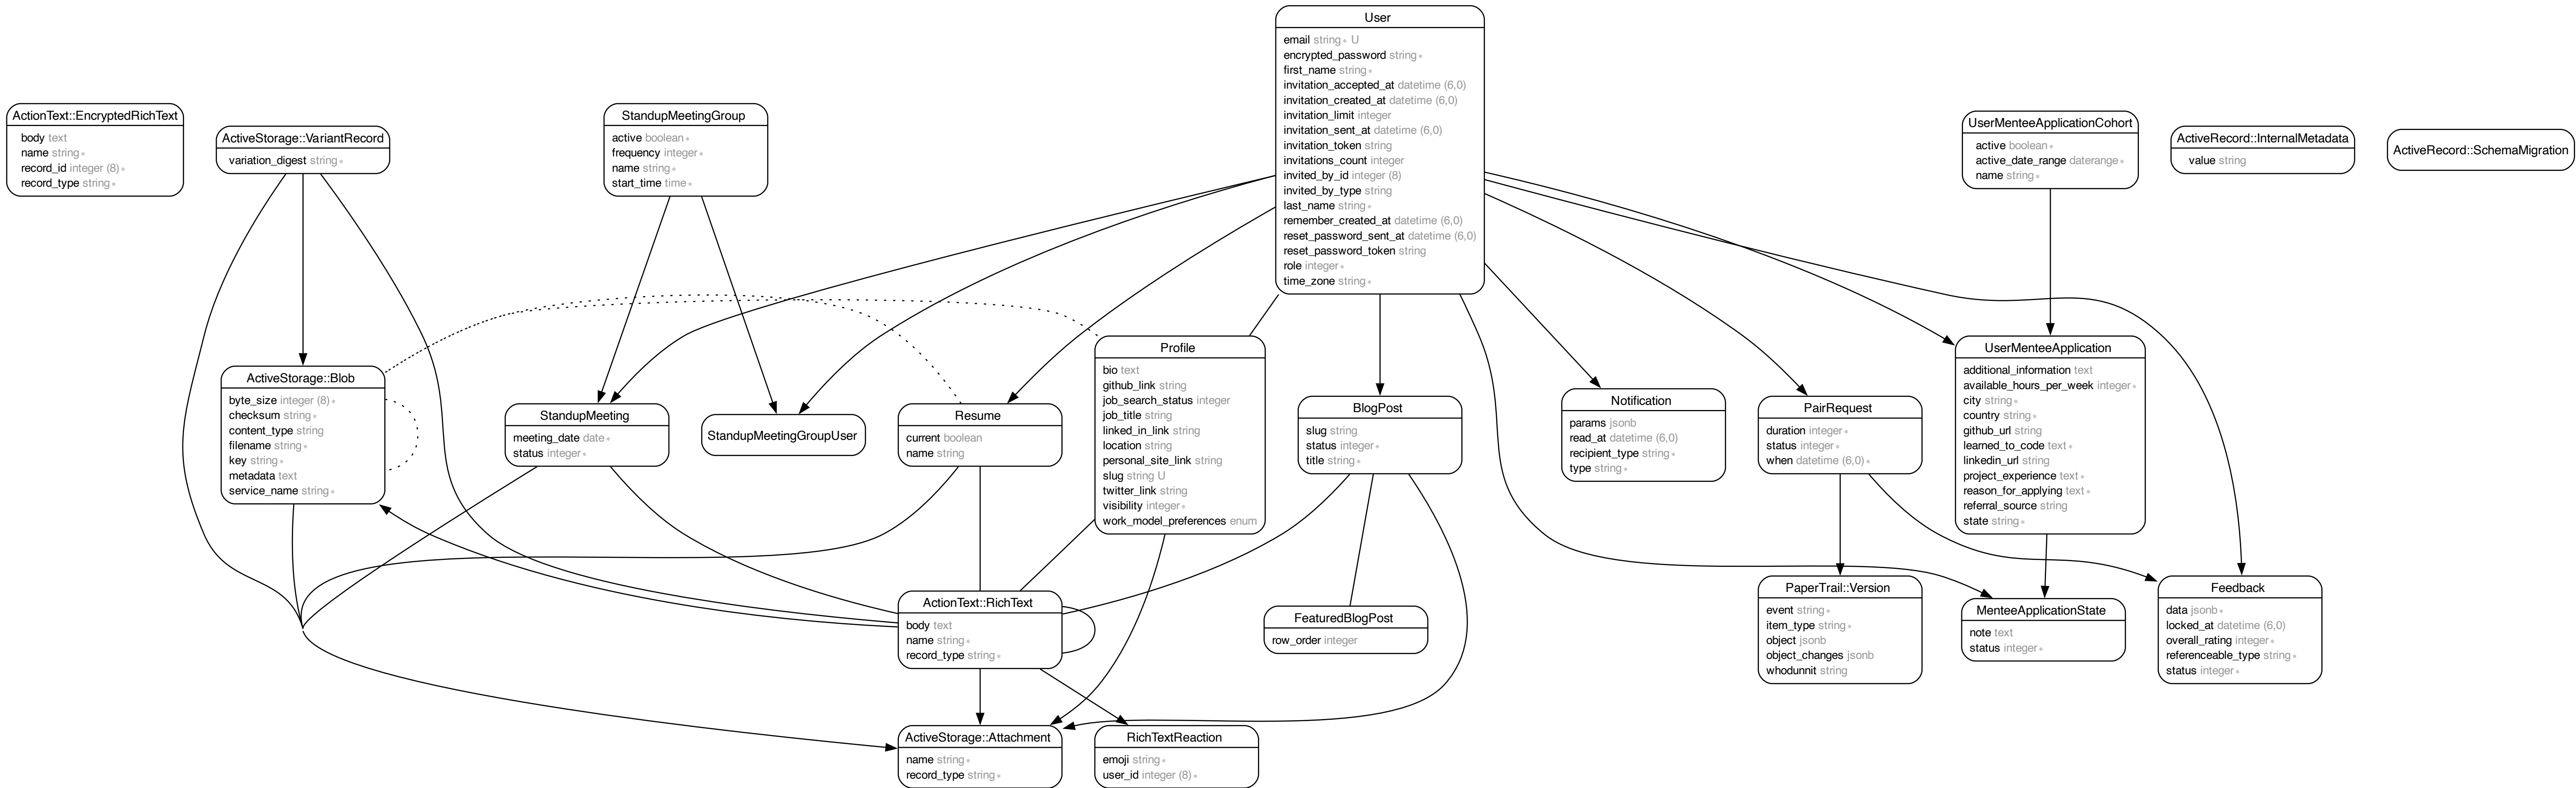 User
email string∗ U
encrypted_password string∗
first_name string∗
invitation_accepted_at datetime (6,0)
invitation_created_at datetime (6,0)
invitation_limit integer
invitation_sent_at datetime (6,0)
invitation_token string
invitations_count integer
invited_by_id integer (8)
invited_by_type string
last_name string∗
remember_created_at datetime (6,0)
reset_password_sent_at datetime (6,0)
reset_password_token string
role integer∗
time_zone string∗
ActionText::EncryptedRichText
body text
name string∗
record_id integer (8)∗
record_type string∗
ActiveStorage::VariantRecord
variation_digest string∗
StandupMeetingGroup
active boolean∗
frequency integer∗
name string∗
start_time time∗
UserMenteeApplicationCohort
active boolean∗
active_date_range daterange∗
name string∗
ActiveRecord::InternalMetadata
value string
ActiveRecord::SchemaMigration
ActiveStorage::Blob
byte_size integer (8)∗
checksum string∗
content_type string
filename string∗
key string∗
metadata text
service_name string∗
StandupMeeting
meeting_date date∗
status integer∗
StandupMeetingGroupUser
Resume
current boolean
name string
Profile
bio text
github_link string
job_search_status integer
job_title string
linked_in_link string
location string
personal_site_link string
slug string U
twitter_link string
visibility integer∗
work_model_preferences enum
BlogPost
slug string
status integer∗
title string∗
Notification
params jsonb
read_at datetime (6,0)
recipient_type string∗
type string∗
PairRequest
duration integer∗
status integer∗
when datetime (6,0)∗
UserMenteeApplication
additional_information text
available_hours_per_week integer∗
city string∗
country string∗
github_url string
learned_to_code text∗
linkedin_url string
project_experience text∗
reason_for_applying text∗
referral_source string
state string∗
ActionText::RichText
body text
name string∗
record_type string∗
FeaturedBlogPost
row_order integer
PaperTrail::Version
event string∗
item_type string∗
object jsonb
object_changes jsonb
whodunnit string
MenteeApplicationState
note text
status integer∗
Feedback
data jsonb∗
locked_at datetime (6,0)
overall_rating integer∗
referenceable_type string∗
status integer∗
ActiveStorage::Attachment
name string∗
record_type string∗
RichTextReaction
emoji string∗
user_id integer (8)∗